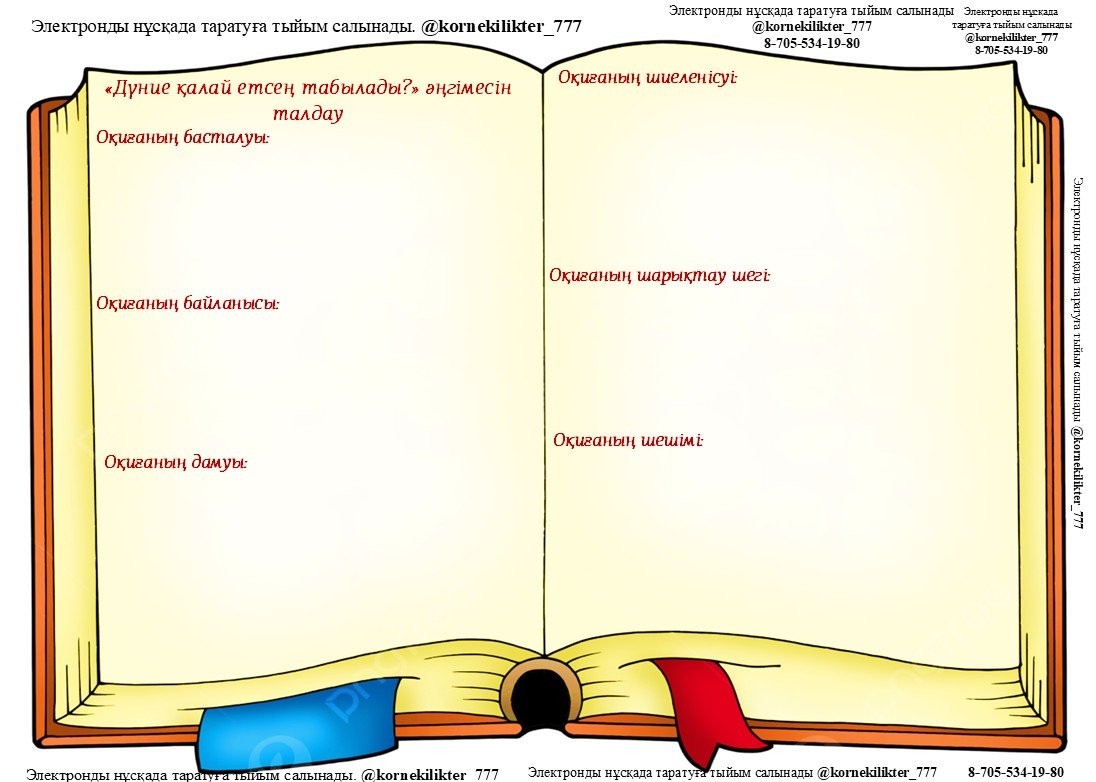 Электронды нұсқада таратуға тыйым салынады. @kornekilikter_777
Электронды нұсқада таратуға тыйым салынады
@kornekilikter_777
8-705-534-19-80
Электронды нұсқада
таратуға тыйым салынады
@kornekilikter_777
8-705-534-19-80
«Дүние қалай етсең табылады?» әңгімесін
талдау
Оқиғаның басталуы:
Оқиғаның байланысы:
Оқиғаның дамуы:
Оқиғаның шиеленісуі:
Оқиғаның шарықтау шегі:
Оқиғаның шешімі:
Электронды нұсқада таратуға тыйым салынады @kornekilikter_777
Электронды нұсқада таратуға тыйым салынады. @kornekilikter_777
Электронды нұсқада таратуға тыйым салынады @kornekilikter_777 8-705-534-19-80